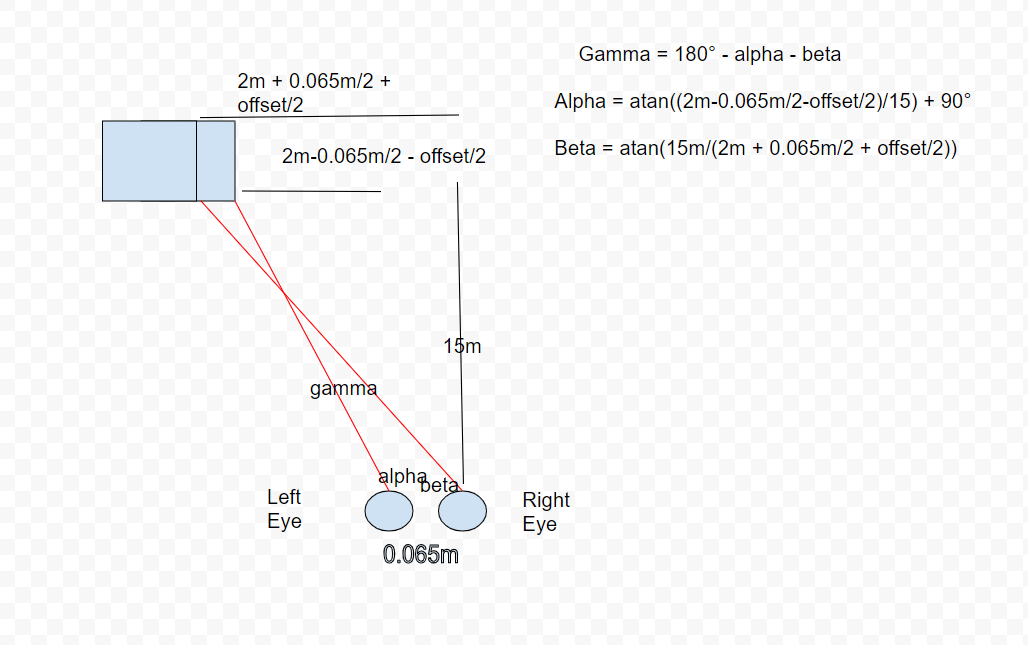 Gamma = 180° - alpha - beta
2m + 0.065m/2 +
offset/2
Alpha = atan((2m-0.065m/2-offset/2)/15) + 90°
2m-0.065m/2 - offset/2
Beta = atan(15m/(2m + 0.065m/2 + offset/2))
15m
gamma
alpha
beta
Left
Eye
Right
Eye
0.065m